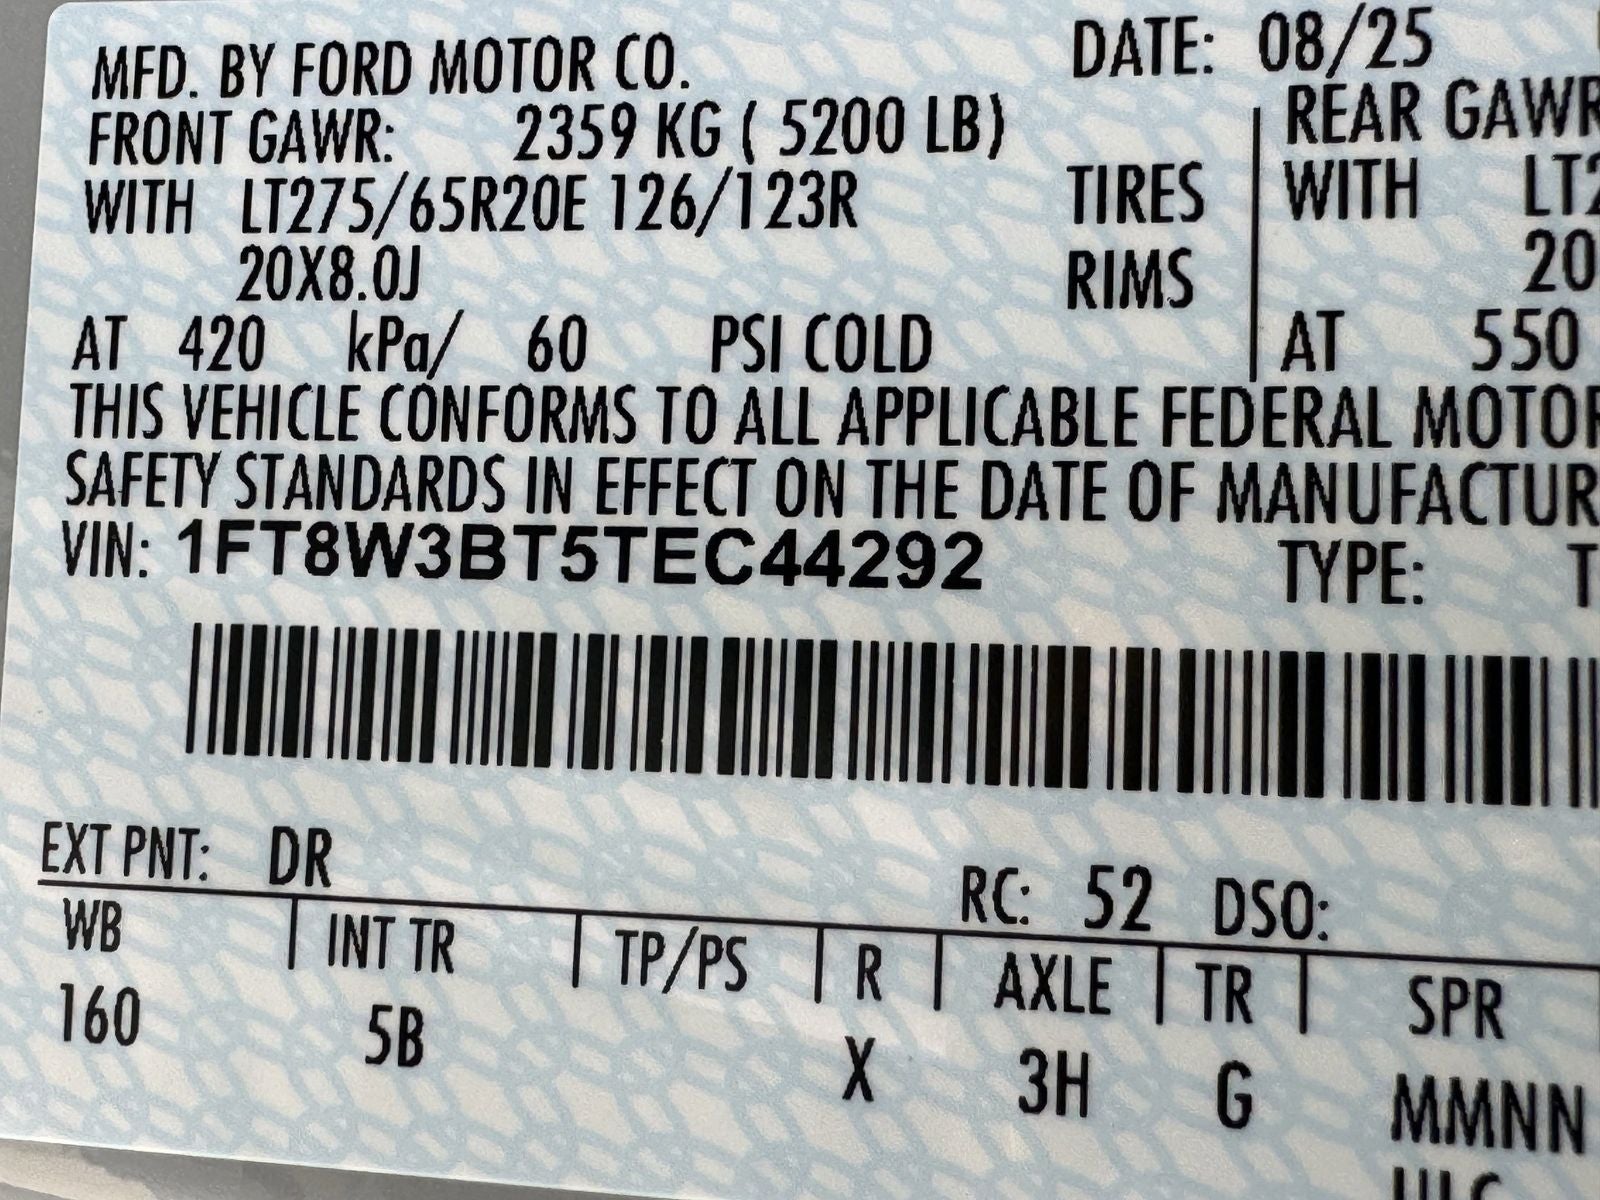 MFD. BY FORD MOTOR CO. DATE: 08/25
FRONT GAWR: 2359 KG ( 5200 LB) REAR GAWR
WITH LT275/65R20E 126/123R TIRES WITH
20X8.0J RIMS 20
AT 420 kPa/ 60 PSI COLD AT 550
THIS VEHICLE CONFORMS TO ALL APPLICABLE FEDERAL MOTOR
SAFETY STANDARDS IN EFFECT ON THE DATE OF MANUFACTUR
VIN: 1FT8W3BT5TEC44292 TYPE: T
EXT PNT: DR RC: 52 DSO:
WB INT TR TP/PS R AXLE TR SPR
160 5B X 3H G MMNN